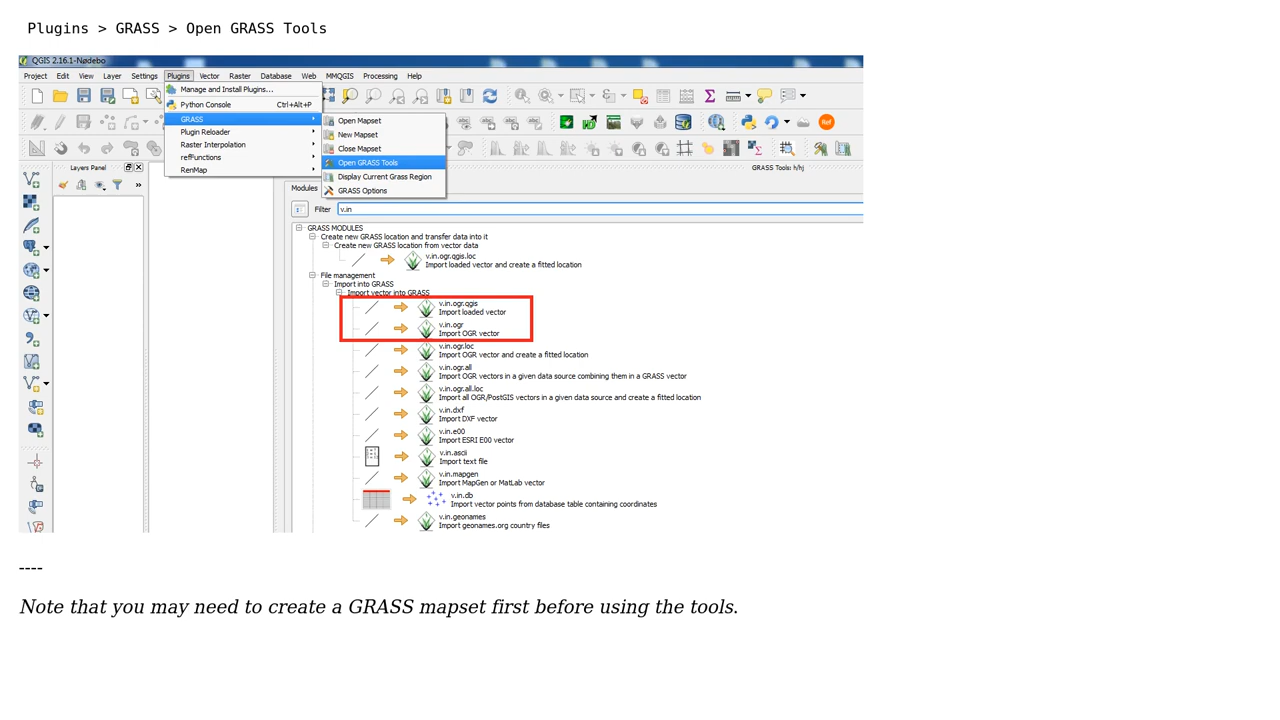 Plugins > GRASS > Open GRASS Tools
QGIS 2.16.1-Nødebo
Project Edit View Layer Settings Plugins Vector Raster Database Web MMQGIS Processing Help
Manage and Install Plugins...
Python Console Ctrl+Alt+P
GRASS
Plugin Reloader
Raster Interpolation
refFunctions
RenMap
Open Mapset
New Mapset
Close Mapset
Open GRASS Tools
Display Current Grass Region
GRASS Options
Layers Panel
GRASS Tools: h/hj
Modules
Filter v.in
GRASS MODULES
Create new GRASS location and transfer data into it
Create new GRASS location from vector data
v.in.ogr.qgis.loc
Import loaded vector and create a fitted location
File management
Import into GRASS
Import vector into GRASS
v.in.ogr.qgis
Import loaded vector
v.in.ogr
Import OGR vector
v.in.ogr.loc
Import OGR vector and create a fitted location
v.in.ogr.all
Import OGR vectors in a given data source combining them in a GRASS vector
v.in.ogr.all.loc
Import all OGR/PostGIS vectors in a given data source and create a fitted location
v.in.dxf
Import DXF vector
v.in.e00
Import ESRI E00 vector
v.in.ascii
Import text file
v.in.mapgen
Import MapGen or MatLab vector
v.in.db
Import vector points from database table containing coordinates
v.in.geonames
Import geonames.org country files
----
Note that you may need to create a GRASS mapset first before using the tools.